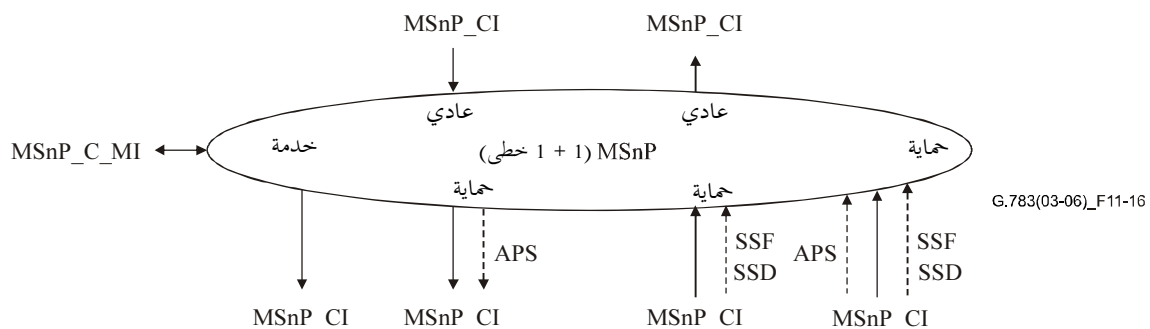 MSnP_CI MSnP_CI
عادي عادي
MSnP_C_MI خدمة MSnP (1 + 1 خطي) حماية
حماية حماية
G.783(03-06)_F11-16
APS SSF SSD APS SSF SSD
MSnP_CI MSnP_CI MSnP_CI MSnP_CI